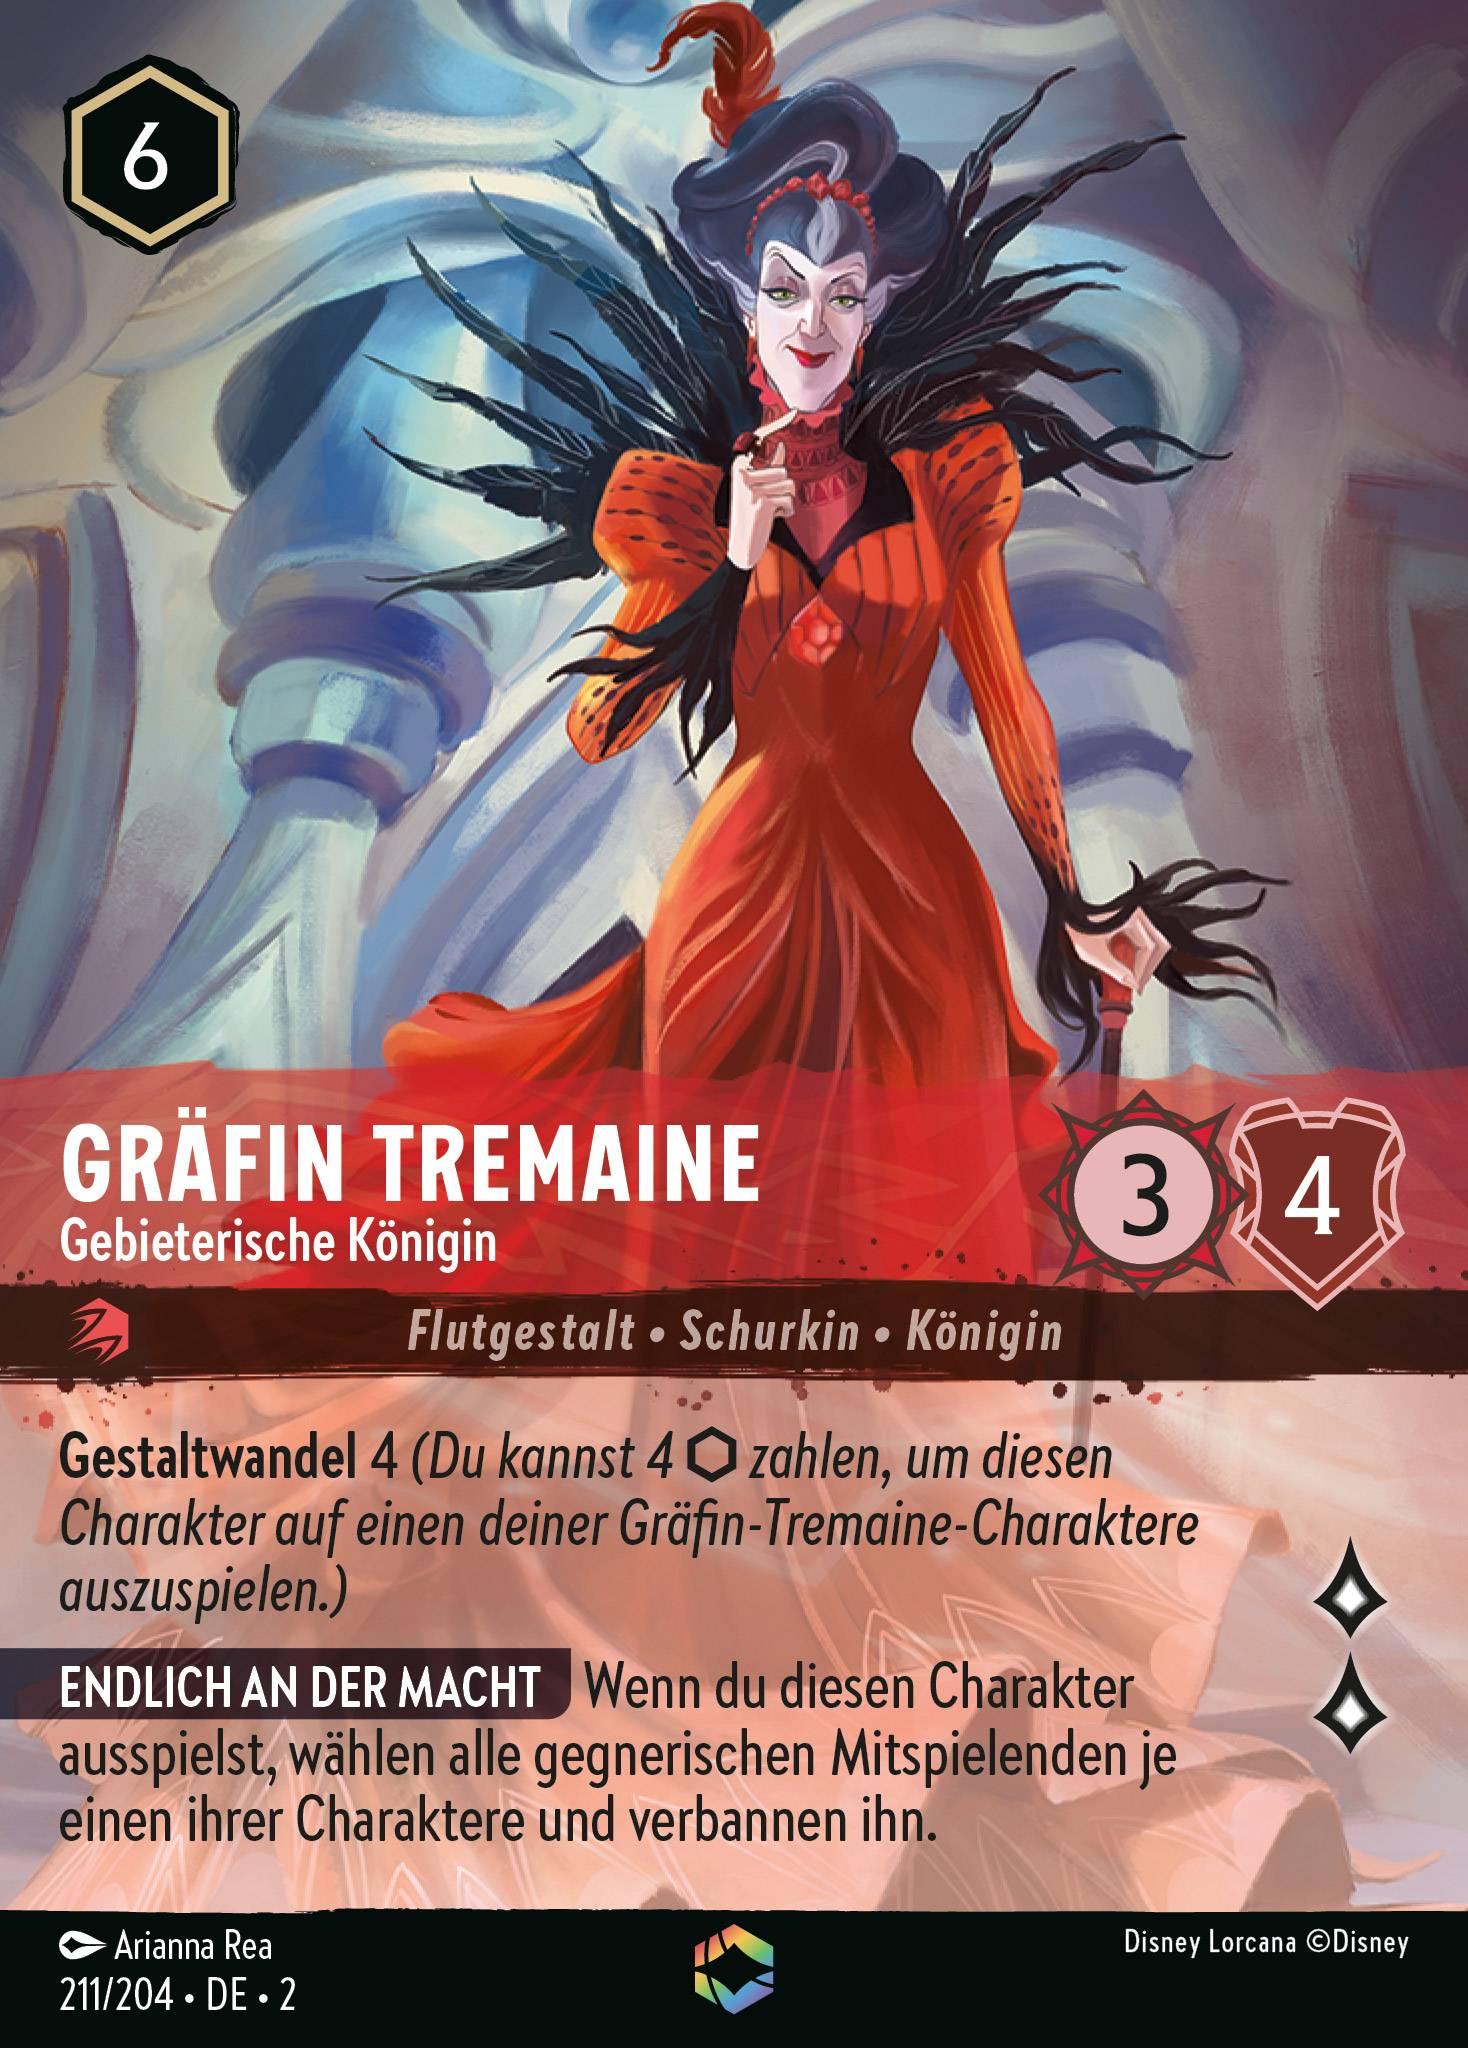 6
GRÄFIN TREMAINE
Gebieterische Königin
3
4
Flutgestalt • Schurkin • Königin
Gestaltwandel 4 (Du kannst 4 ⬡ zahlen, um diesen
Charakter auf einen deiner Gräfin-Tremaine-Charaktere
auszuspielen.)
ENDLICH AN DER MACHT Wenn du diesen Charakter
ausspielst, wählen alle gegnerischen Mitspielenden je
einen ihrer Charaktere und verbannen ihn.
Arianna Rea
Disney Lorcana ©Disney
211/204 • DE • 2